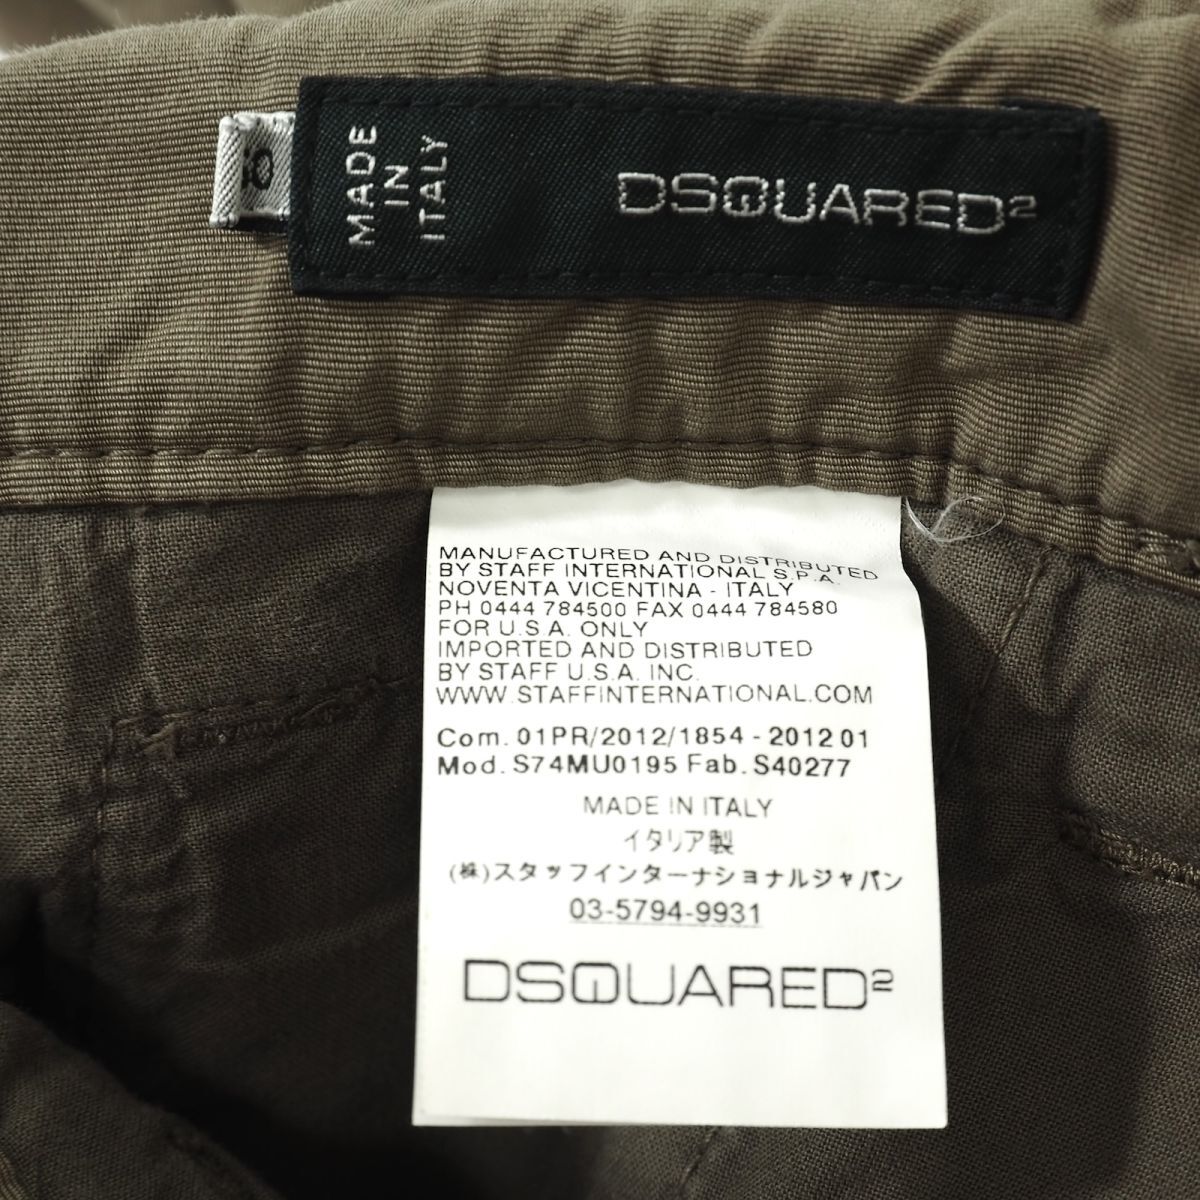 MADE
IN
ITALY
DSQUARED²
MANUFACTURED AND DISTRIBUTED
BY STAFF INTERNATIONAL S.P.A.
NOVENTA VICENTINA - ITALY
PH 0444 784500 FAX 0444 784580
FOR U.S.A. ONLY
IMPORTED AND DISTRIBUTED
BY STAFF U.S.A. INC.
WWW.STAFFINTERNATIONAL.COM
Com. 01PR/2012/1854 - 2012 01
Mod. S74MU0195 Fab. S40277
MADE IN ITALY
イタリア製
(株)スタッフインターナショナルジャパン
03-5794-9931
DSQUARED²